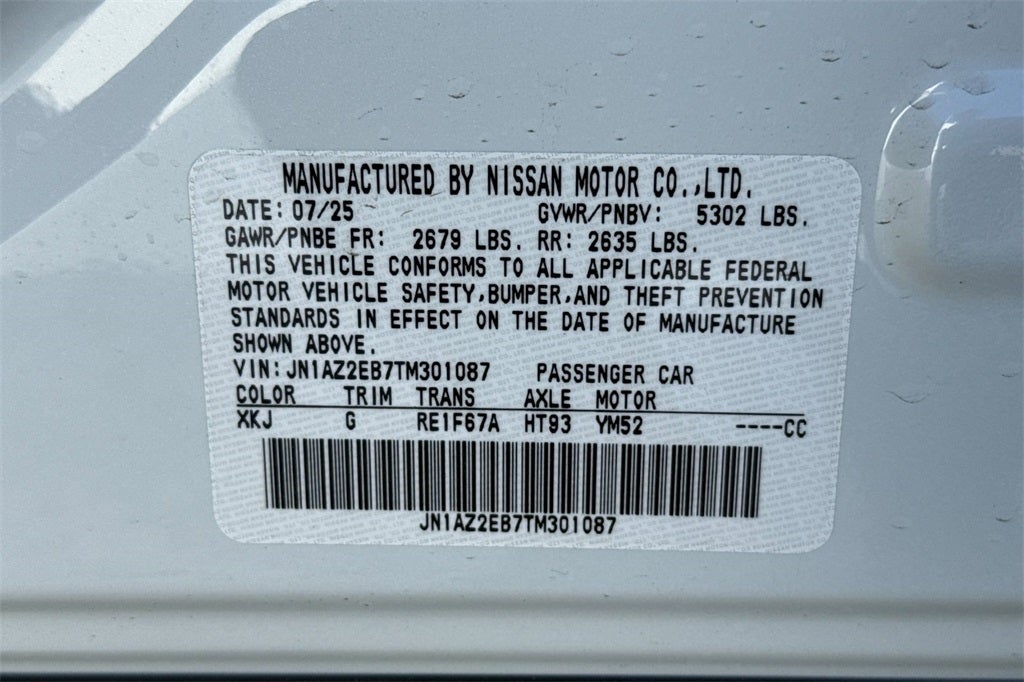 MANUFACTURED BY NISSAN MOTOR CO.,LTD.
DATE: 07/25 GVWR/PNBV: 5302 LBS.
GAWR/PNBE FR: 2679 LBS. RR: 2635 LBS.
THIS VEHICLE CONFORMS TO ALL APPLICABLE FEDERAL
MOTOR VEHICLE SAFETY,BUMPER,AND THEFT PREVENTION
STANDARDS IN EFFECT ON THE DATE OF MANUFACTURE
SHOWN ABOVE.
VIN:JN1AZ2EB7TM301087 PASSENGER CAR
COLOR TRIM TRANS AXLE MOTOR
XKJ G RE1F67A HT93 YM52 ----CC
JN1AZ2EB7TM301087